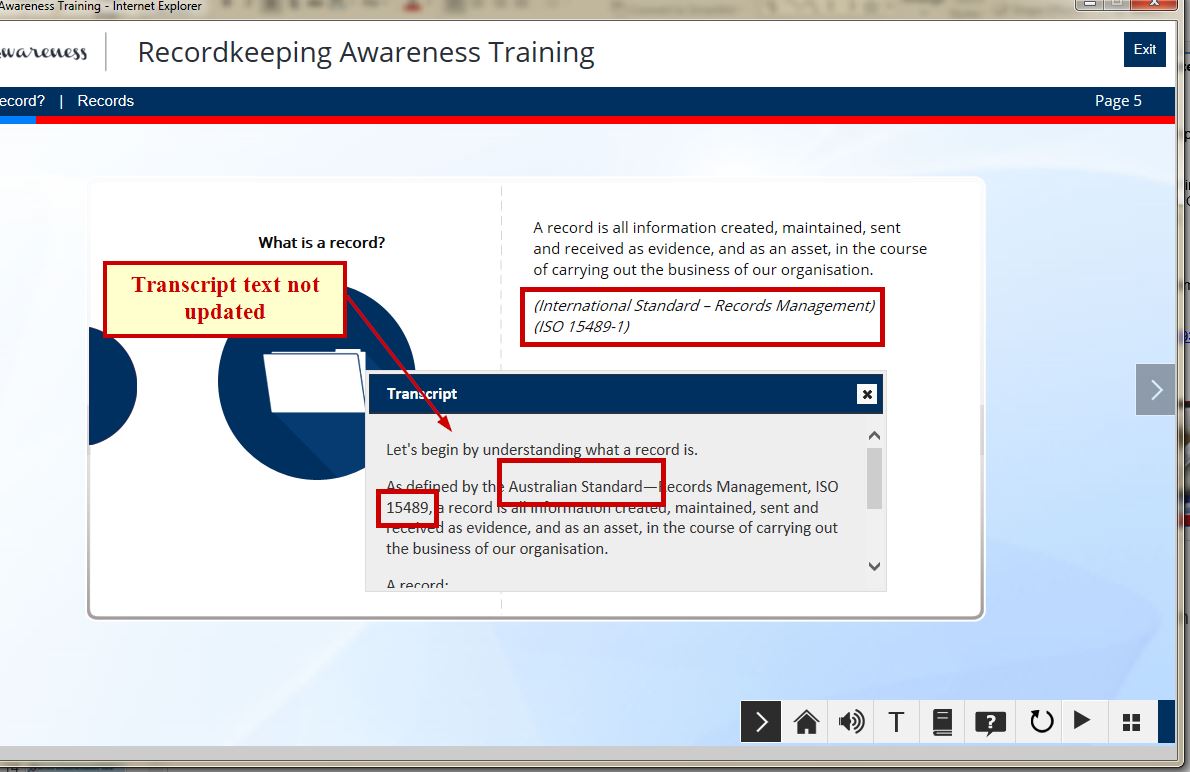 Awareness Training - Internet Explorer
wareness
Recordkeeping Awareness Training
Exit
ecord? | Records
Page 5
What is a record?
A record is all information created, maintained, sent
and received as evidence, and as an asset, in the course
of carrying out the business of our organisation.
(International Standard – Records Management)
(ISO 15489-1)
Transcript text not
updated
Transcript
Let's begin by understanding what a record is.
As defined by the Australian Standard—Records Management, ISO
15489, a record is all information created, maintained, sent and
received as evidence, and as an asset, in the course of carrying out
the business of our organisation.
A record:
T
?